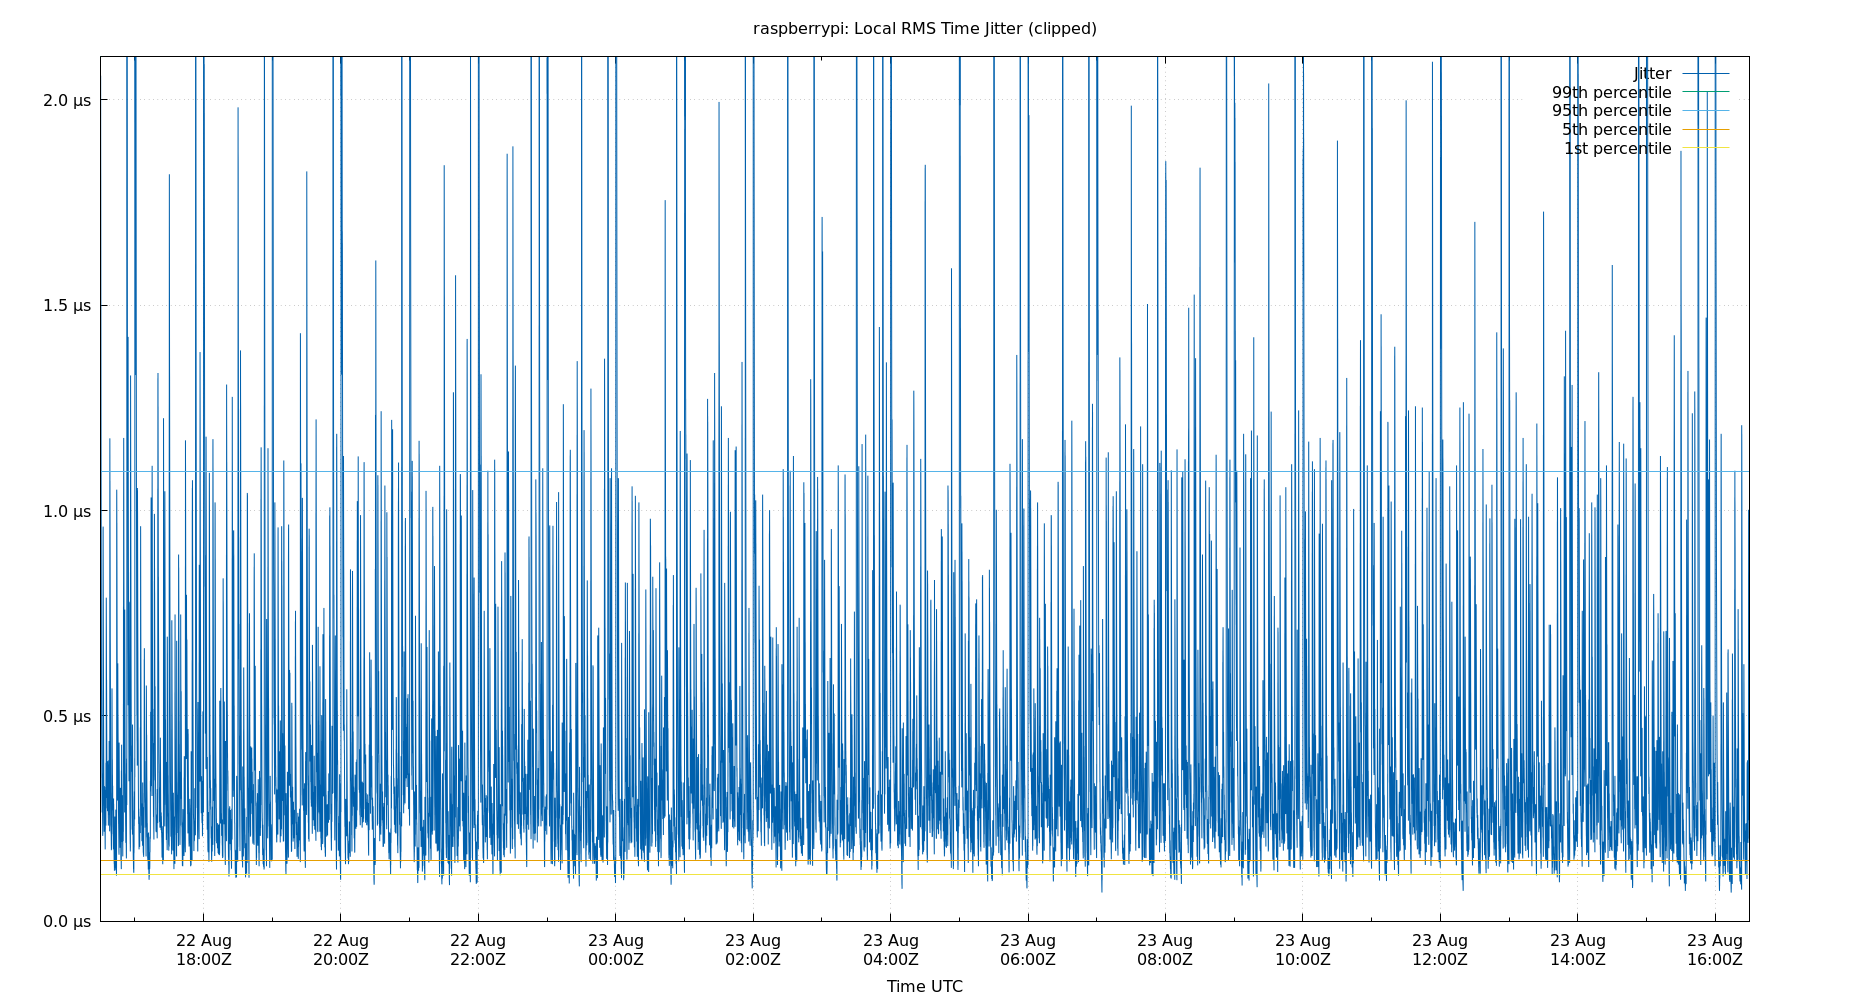 raspberrypi: Local RMS Time Jitter (clipped)
Jitter
99th percentile
95th percentile
5th percentile
1st percentile
2.0 µs
1.5 µs
1.0 µs
0.5 µs
0.0 µs
22 Aug 22 Aug 22 Aug 23 Aug 23 Aug 23 Aug 23 Aug 23 Aug 23 Aug 23 Aug 23 Aug 23 Aug
18:00Z 20:00Z 22:00Z 00:00Z 02:00Z 04:00Z 06:00Z 08:00Z 10:00Z 12:00Z 14:00Z 16:00Z
Time UTC